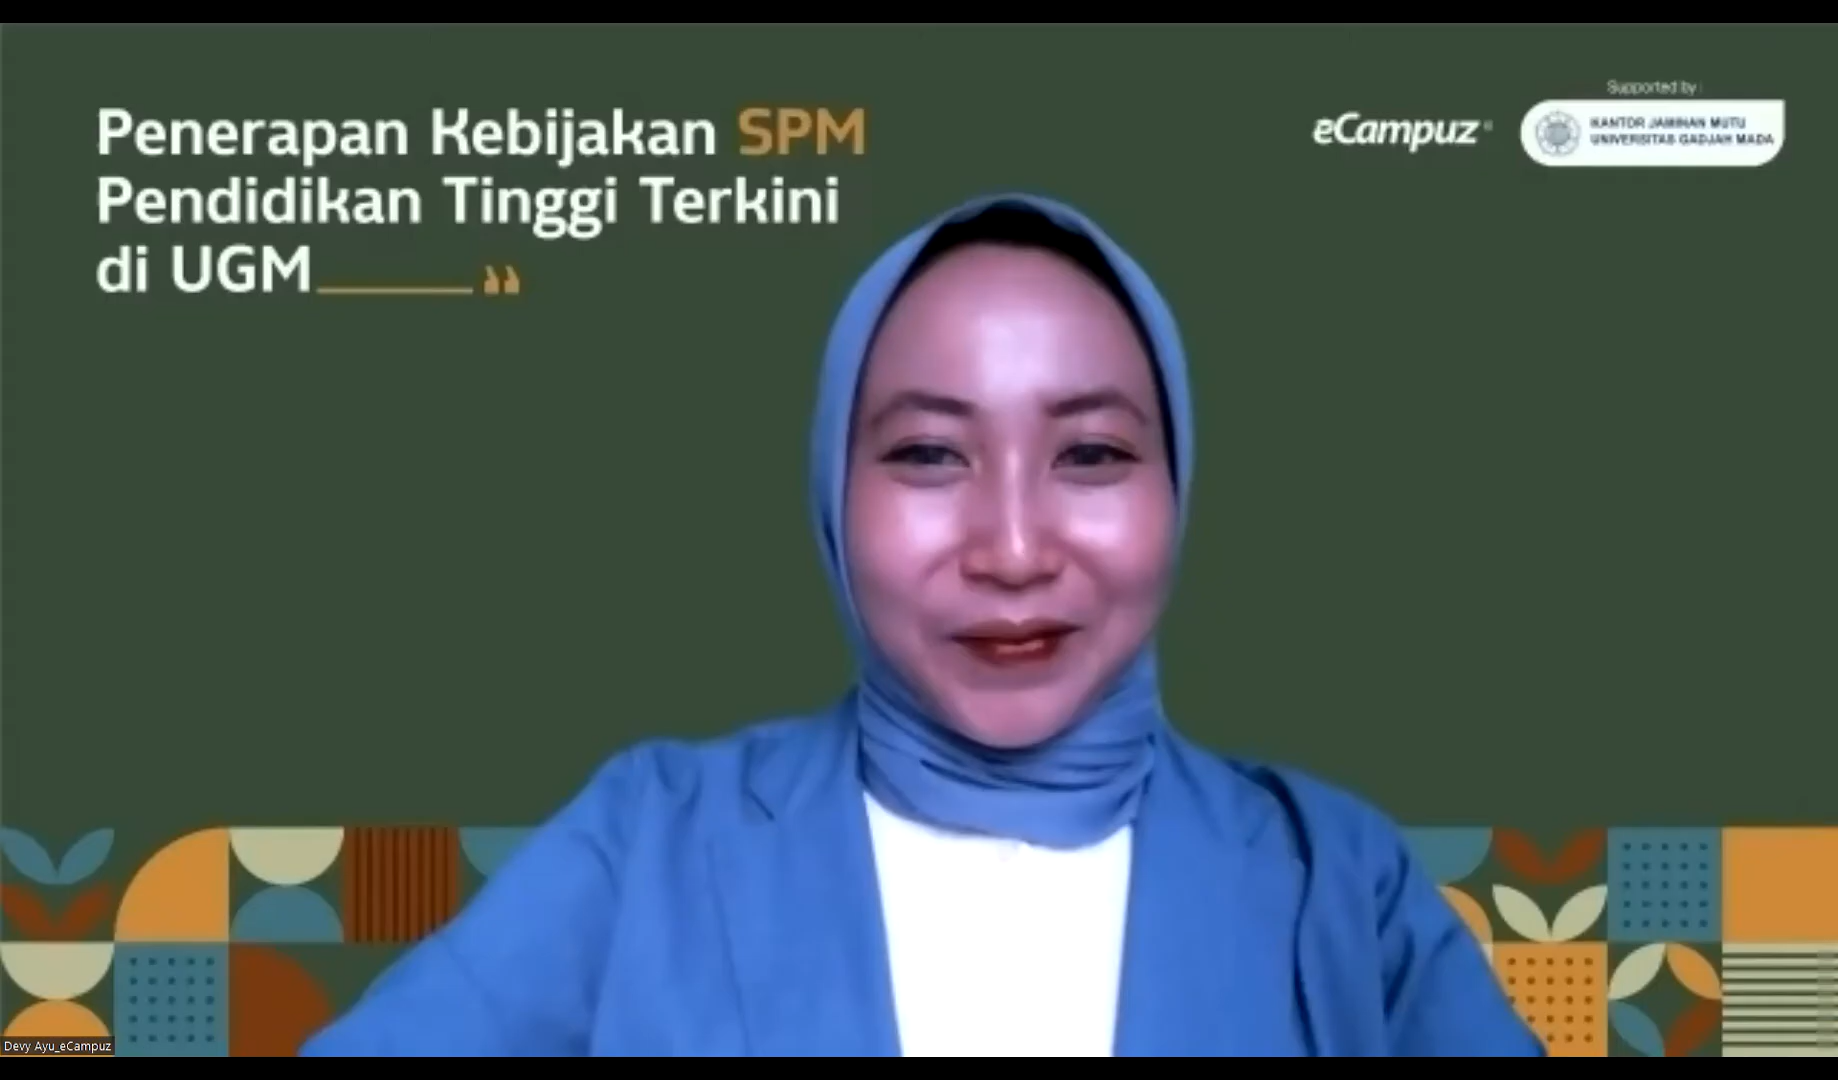 Penerapan Kebijakan SPM
Pendidikan Tinggi Terkini
di UGM
eCampuz
Supported by :
KANTOR JAMINAN MUTU
UNIVERSITAS GADJAH MADA
Devy Ayu_eCampuz